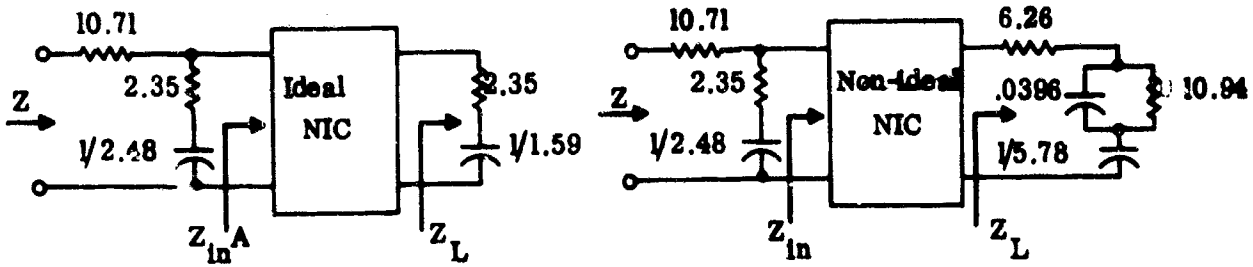 10.71
2.35
Ideal
NIC
2.35
Z
1/2.48
1/1.59
Z_in A
Z_L
10.71
6.26
2.35
Non-ideal
NIC
.0396
10.94
Z
1/2.48
1/5.78
Z_in
Z_L